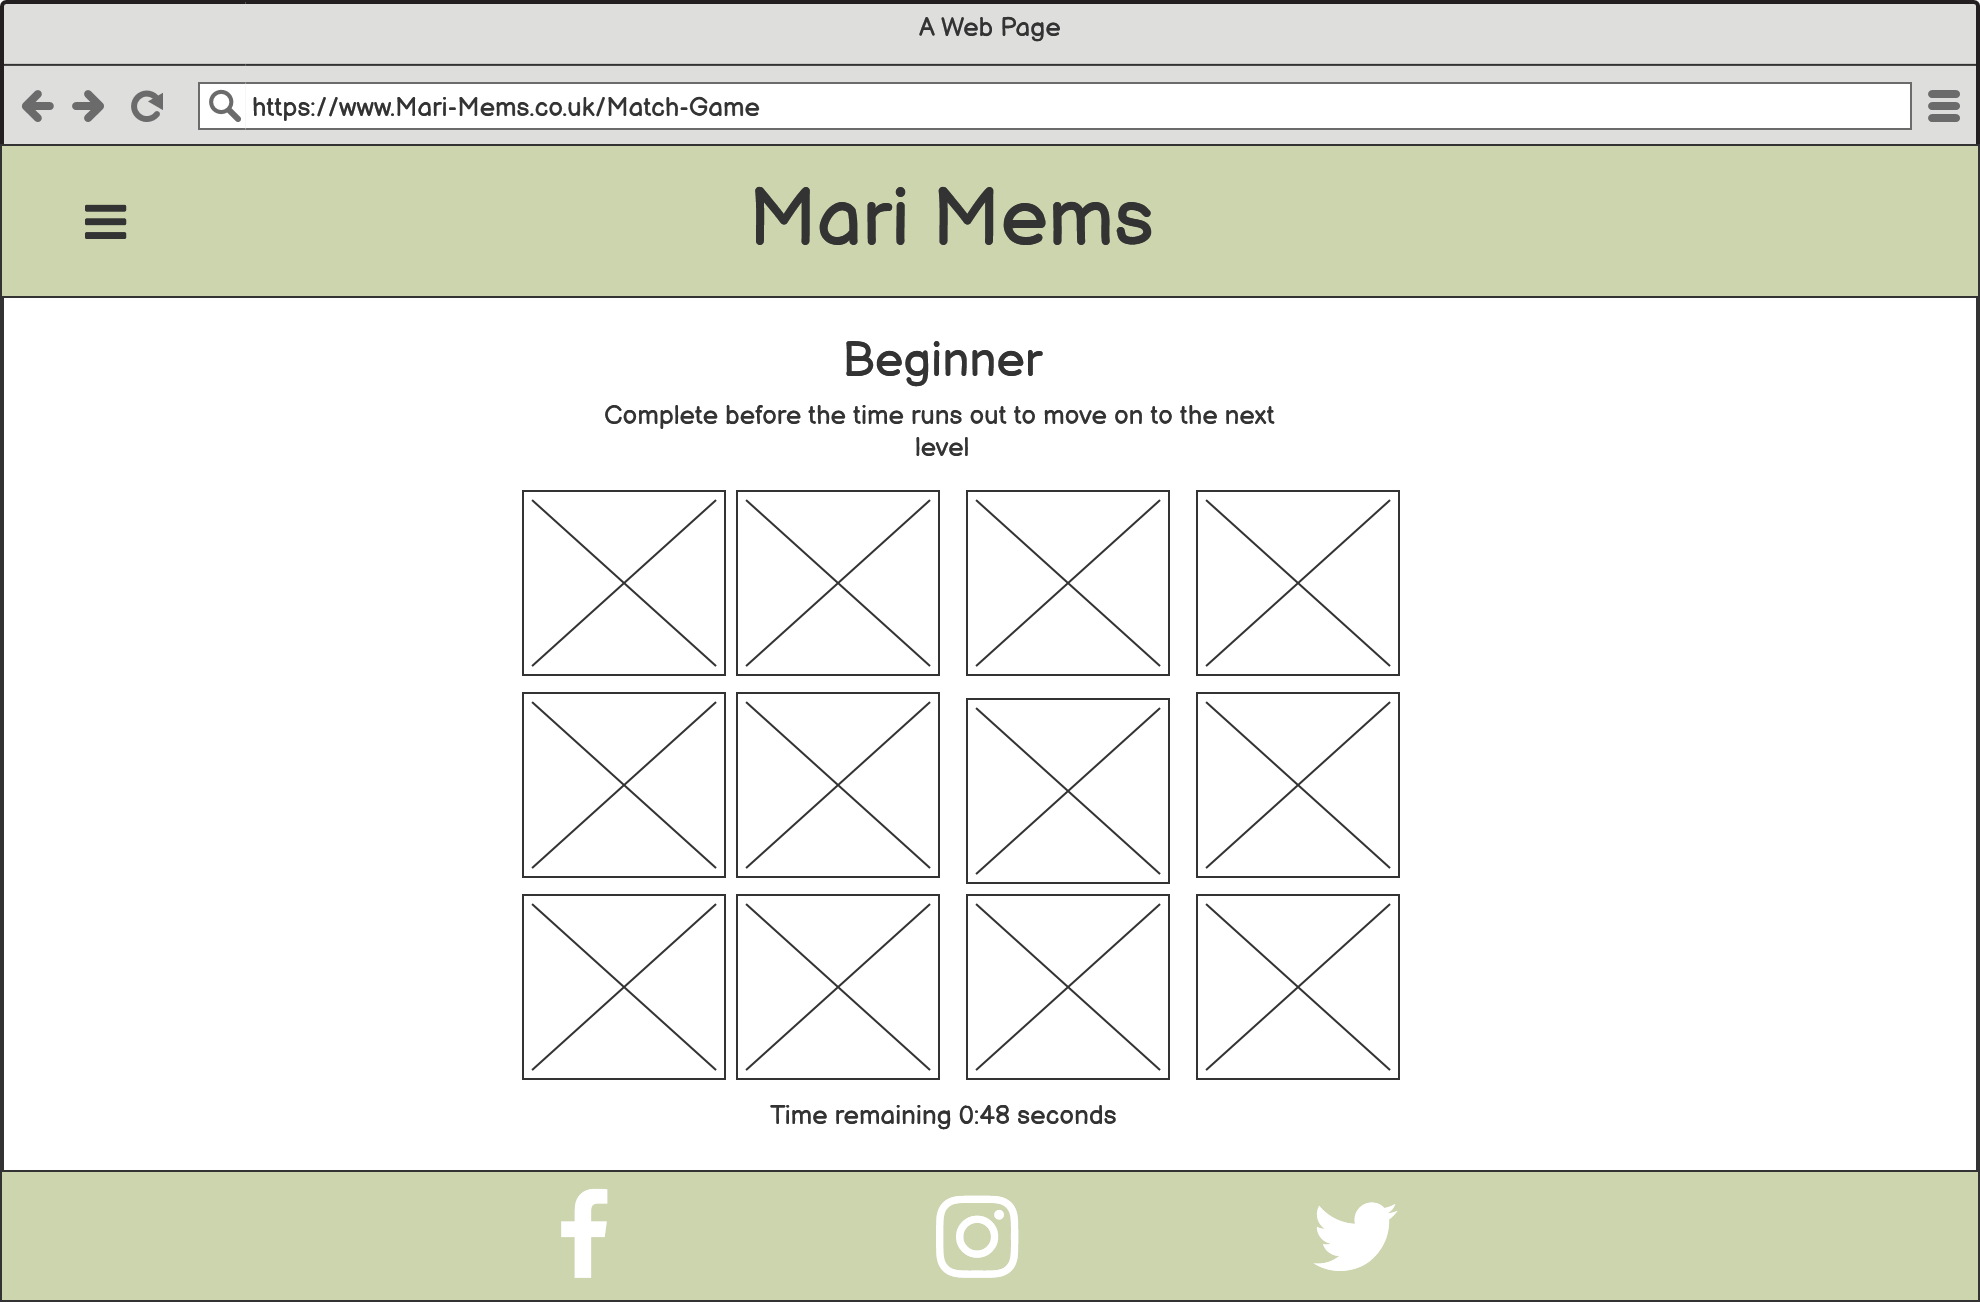 A Web Page
https://www.Mari-Mems.co.uk/Match-Game
Mari Mems
Beginner
Complete before the time runs out to move on to the next
level
Time remaining 0:48 seconds